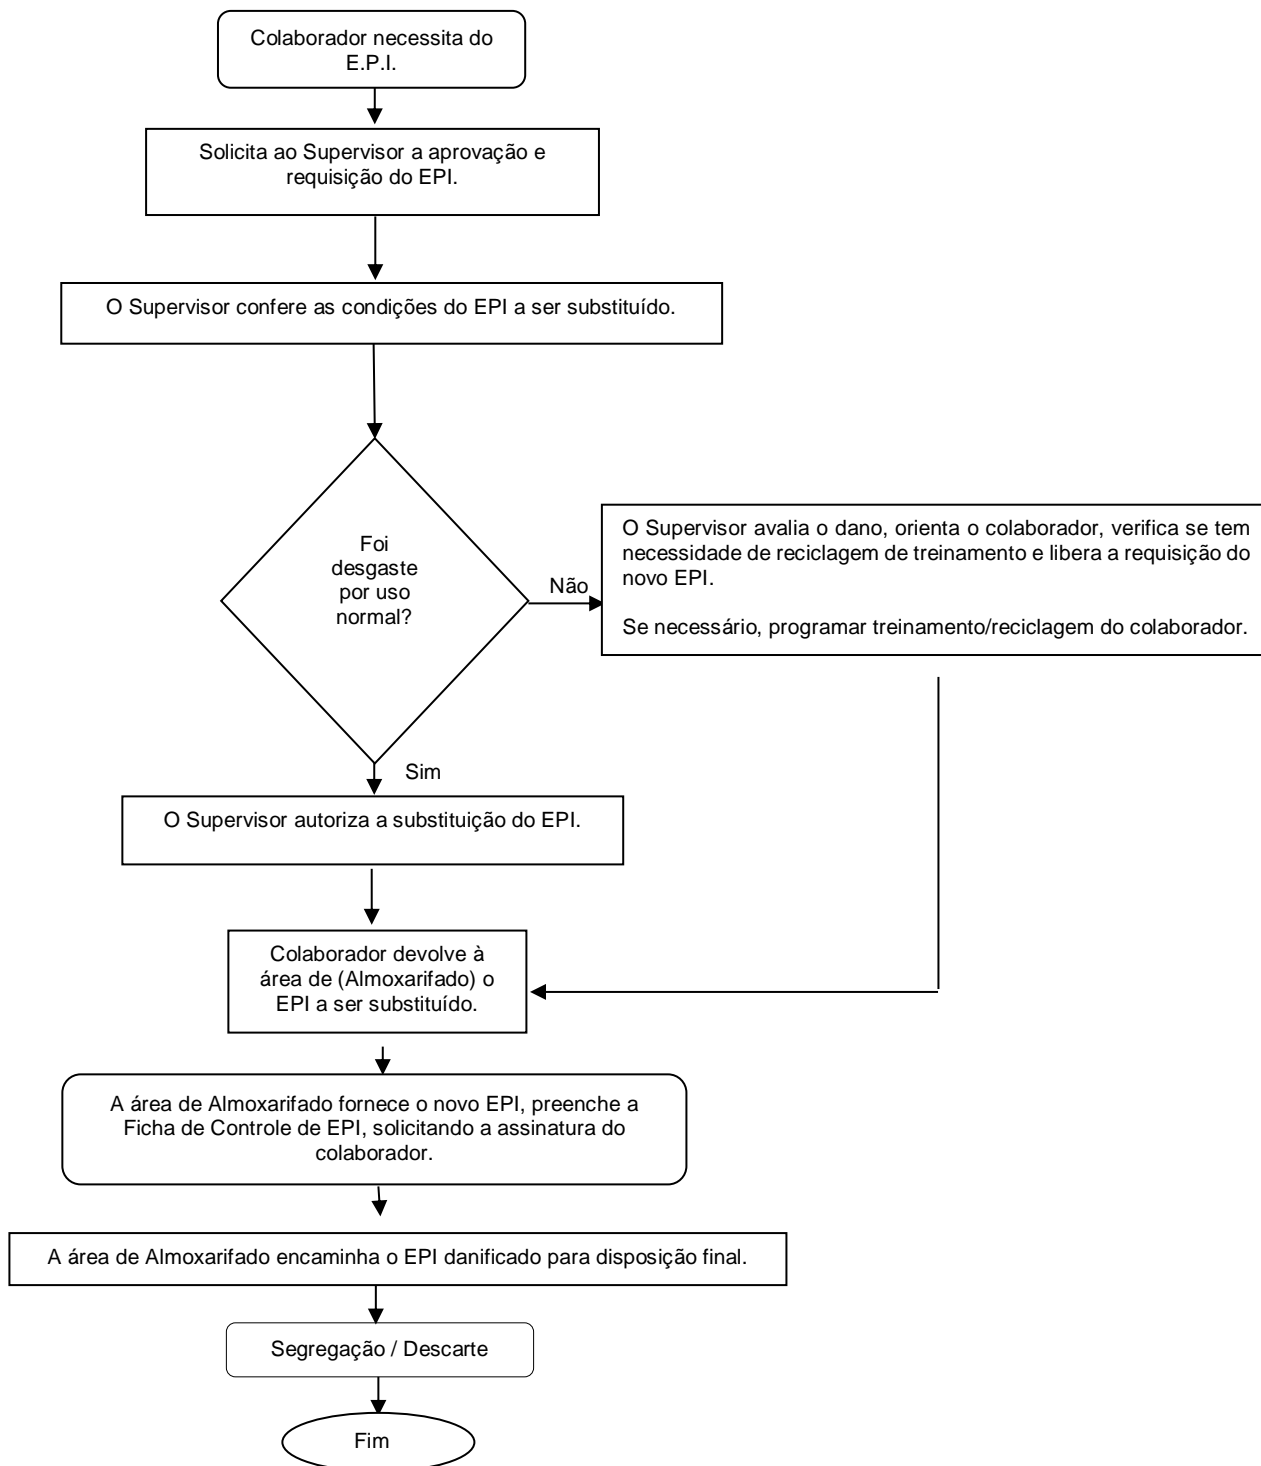 Colaborador necessita do
E.P.I.
Solicita ao Supervisor a aprovação e
requisição do EPI.
O Supervisor confere as condições do EPI a ser substituído.
Foi
desgaste
por uso
normal?
Não
O Supervisor avalia o dano, orienta o colaborador, verifica se tem
necessidade de reciclagem de treinamento e libera a requisição do
novo EPI.
Se necessário, programar treinamento/reciclagem do colaborador.
Sim
O Supervisor autoriza a substituição do EPI.
Colaborador devolve à
área de (Almoxarifado) o
EPI a ser substituído.
A área de Almoxarifado fornece o novo EPI, preenche a
Ficha de Controle de EPI, solicitando a assinatura do
colaborador.
A área de Almoxarifado encaminha o EPI danificado para disposição final.
Segregação / Descarte
Fim